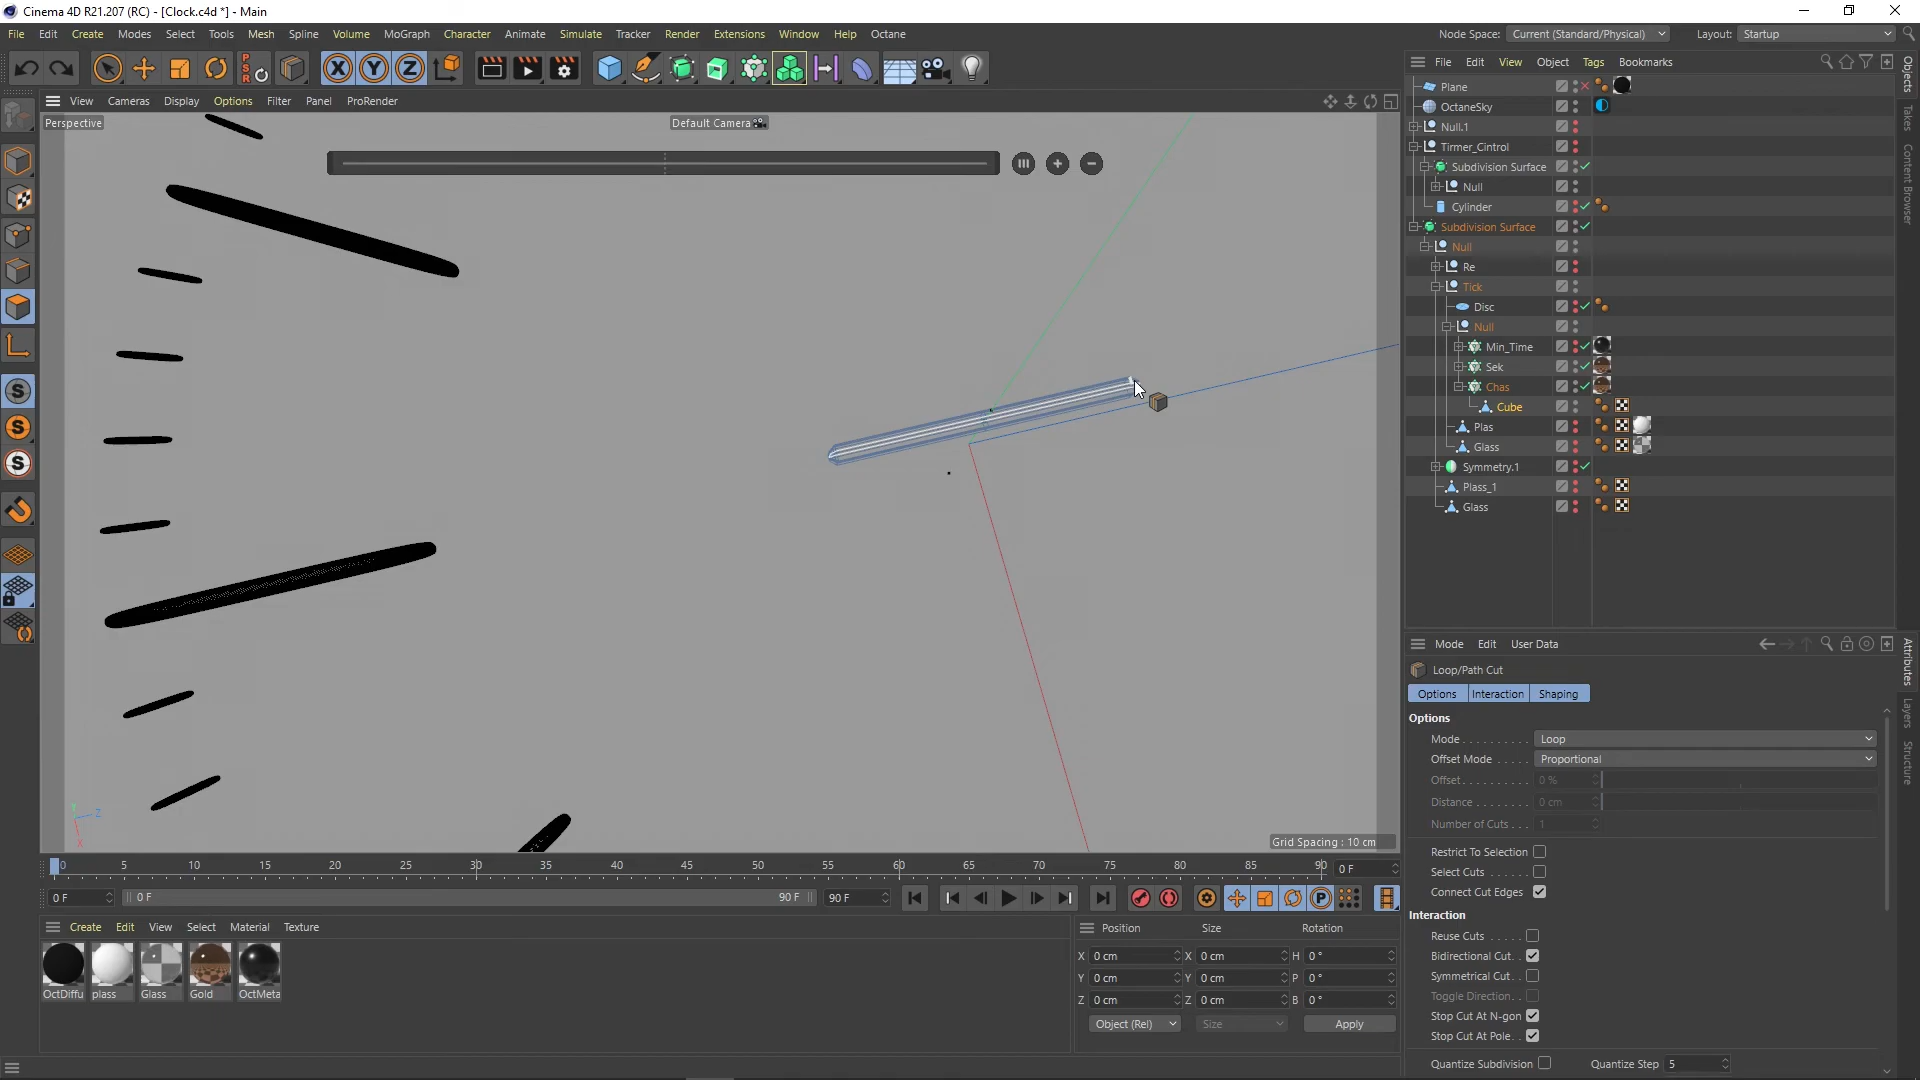 Cinema 4D R21.207 (RC) - [Clock.c4d *] - Main
File Edit Create Modes Select Tools Mesh Spline Volume MoGraph Character Animate Simulate Tracker Render Extensions Window Help Octane
Node Space: Current (Standard/Physical) Layout: Startup
PSR X Y Z
File Edit View Object Tags Bookmarks
View Cameras Display Options Filter Panel ProRender
Perspective
Default Camera
Plane
OctaneSky
Null.1
Tirmer_Cintrol
Subdivision Surface
Null
Cylinder
Subdivision Surface
Null
Re
Tick
Disc
Null
Min_Time
Sek
Chas
Cube
Plas
Glass
Symmetry.1
Plass_1
Glass
Objects
Takes
Content Browser
Attributes
Layers
Structure
S
S
S
X
Y
Z
Grid Spacing : 10 cm
Mode Edit User Data
Loop/Path Cut
Options Interaction Shaping
Options
Mode Loop
Offset Mode Proportional
Offset 0 %
Distance 0 cm
Number of Cuts 1
Restrict To Selection
Select Cuts
Connect Cut Edges
Interaction
Reuse Cuts
Bidirectional Cut
Symmetrical Cut
Toggle Direction
Stop Cut At N-gon
Stop Cut At Pole
Quantize Subdivision Quantize Step 5
0 5 10 15 20 25 30 35 40 45 50 55 60 65 70 75 80 85 90 0 F
0 F 0 F 90 F 90 F
P
Create Edit View Select Material Texture
OctDiffu plass Glass Gold OctMeta
Position Size Rotation
X 0 cm X 0 cm H 0 °
Y 0 cm Y 0 cm P 0 °
Z 0 cm Z 0 cm B 0 °
Object (Rel) Size Apply